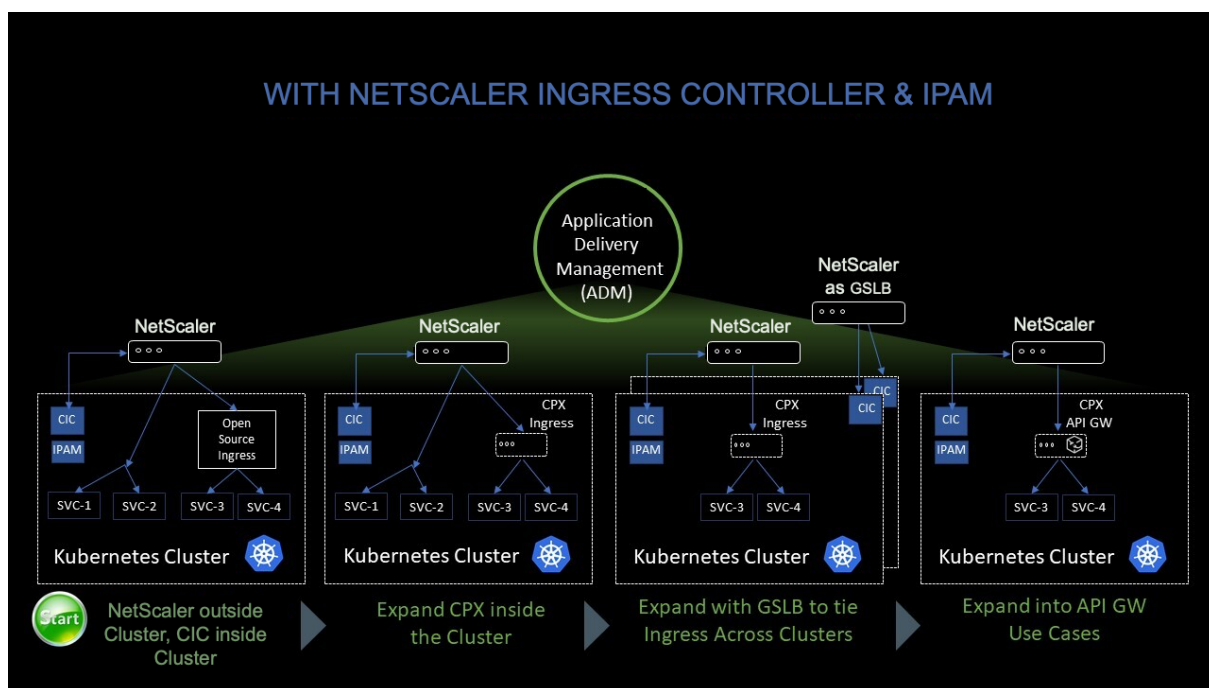 WITH NETSCALER INGRESS CONTROLLER & IPAM
Application
Delivery
Management
(ADM)
NetScaler
as GSLB
NetScaler
NetScaler
NetScaler
NetScaler
CIC
IPAM
Open
Source
Ingress
SVC-1
SVC-2
SVC-3
SVC-4
Kubernetes Cluster
CIC
IPAM
CPX
Ingress
SVC-1
SVC-2
SVC-3
SVC-4
Kubernetes Cluster
CIC
IPAM
CPX
Ingress
CIC
CIC
SVC-3
SVC-4
Kubernetes Cluster
CIC
IPAM
CPX
API GW
SVC-3
SVC-4
Kubernetes Cluster
Start
NetScaler outside
Cluster, CIC inside
Cluster
Expand CPX inside
the Cluster
Expand with GSLB to tie
Ingress Across Clusters
Expand into API GW
Use Cases